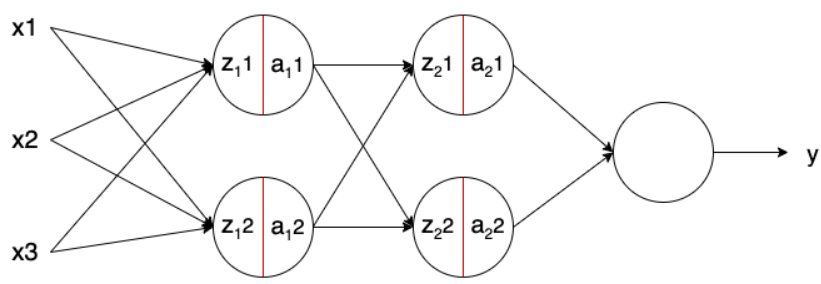 x1
x2
x3
z₁1 a₁1
z₁2 a₁2
z₂1 a₂1
z₂2 a₂2
y